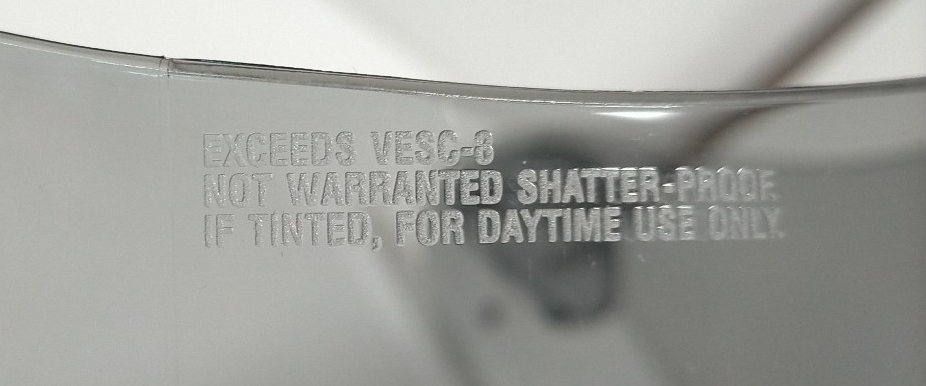 EXCEEDS VESC-8
NOT WARRANTED SHATTER-PROOF
IF TINTED, FOR DAYTIME USE ONLY.